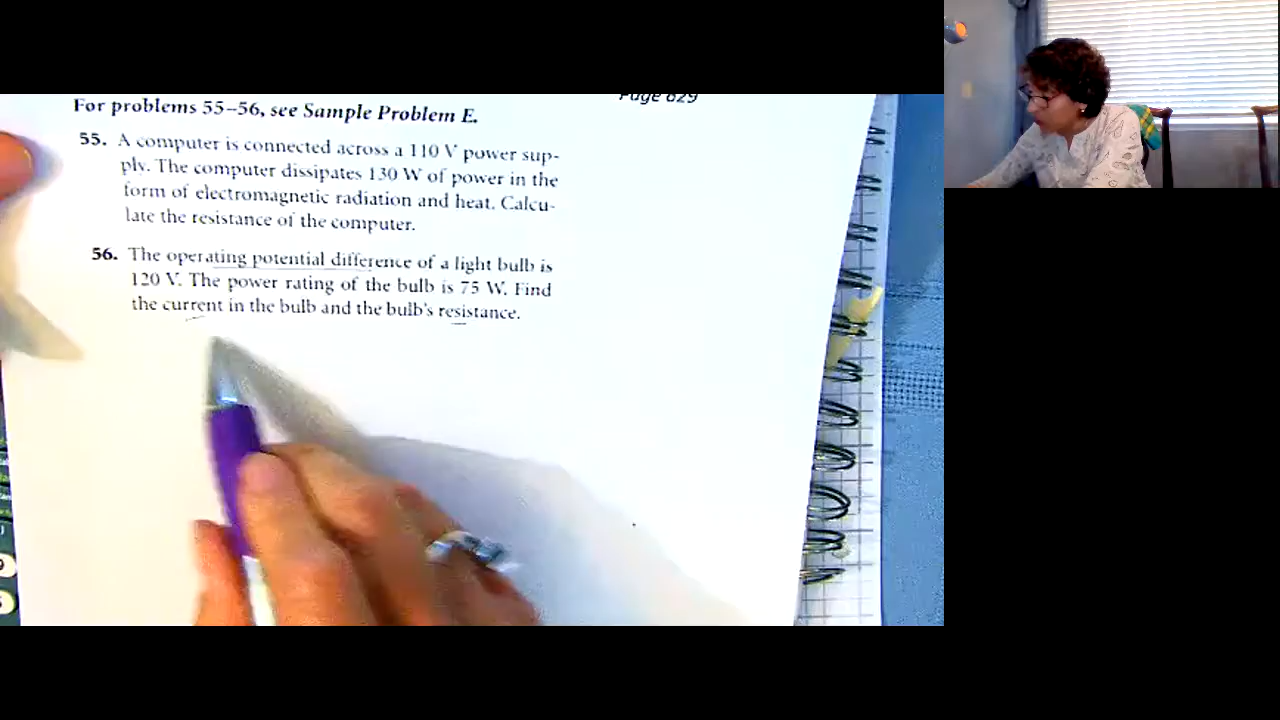 Page 629
For problems 55–56, see Sample Problem E.
55. A computer is connected across a 110 V power sup-
ply. The computer dissipates 130 W of power in the
form of electromagnetic radiation and heat. Calcu-
late the resistance of the computer.
56. The operating potential difference of a light bulb is
120 V. The power rating of the bulb is 75 W. Find
the current in the bulb and the bulb's resistance.